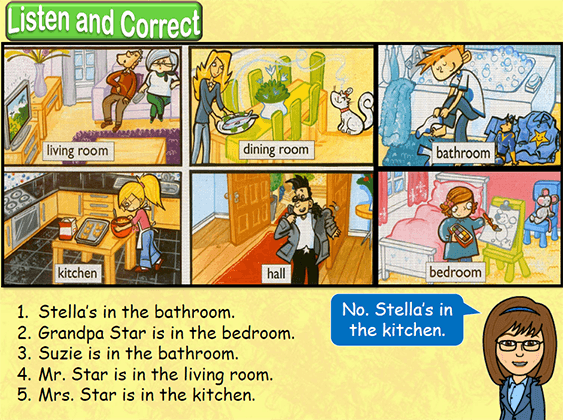 Listen and Correct
living room
dining room
bathroom
kitchen
hall
bedroom
1. Stella's in the bathroom.
2. Grandpa Star is in the bedroom.
3. Suzie is in the bathroom.
4. Mr. Star is in the living room.
5. Mrs. Star is in the kitchen.
No. Stella's in
the kitchen.